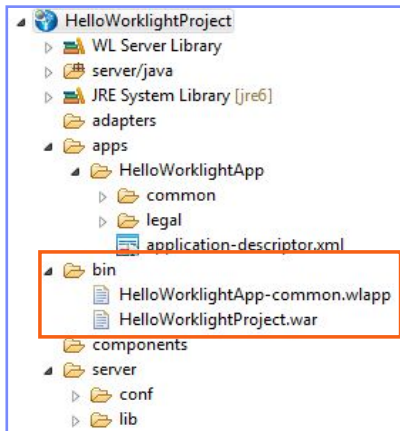 HelloWorklightProject
WL Server Library
server/java
JRE System Library [jre6]
adapters
apps
HelloWorklightApp
common
legal
application-descriptor.xml
bin
HelloWorklightApp-common.wlapp
HelloWorklightProject.war
components
server
conf
lib